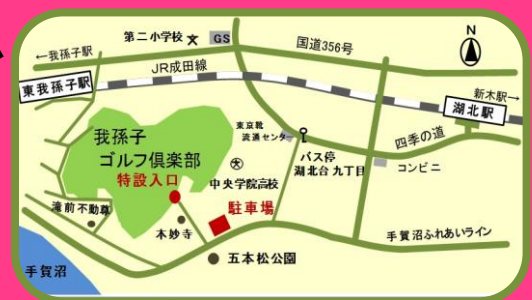 第二小学校
GS
国道356号
N
←我孫子駅
JR成田線
東我孫子駅
新木駅→
湖北駅
我孫子
ゴルフ倶楽部
特設入口
東京靴
流通センター
四季の道
バス停
湖北台九丁目
コンビニ
中央学院高校
滝前不動尊
駐車場
本妙寺
手賀沼ふれあいライン
五本松公園
手賀沼